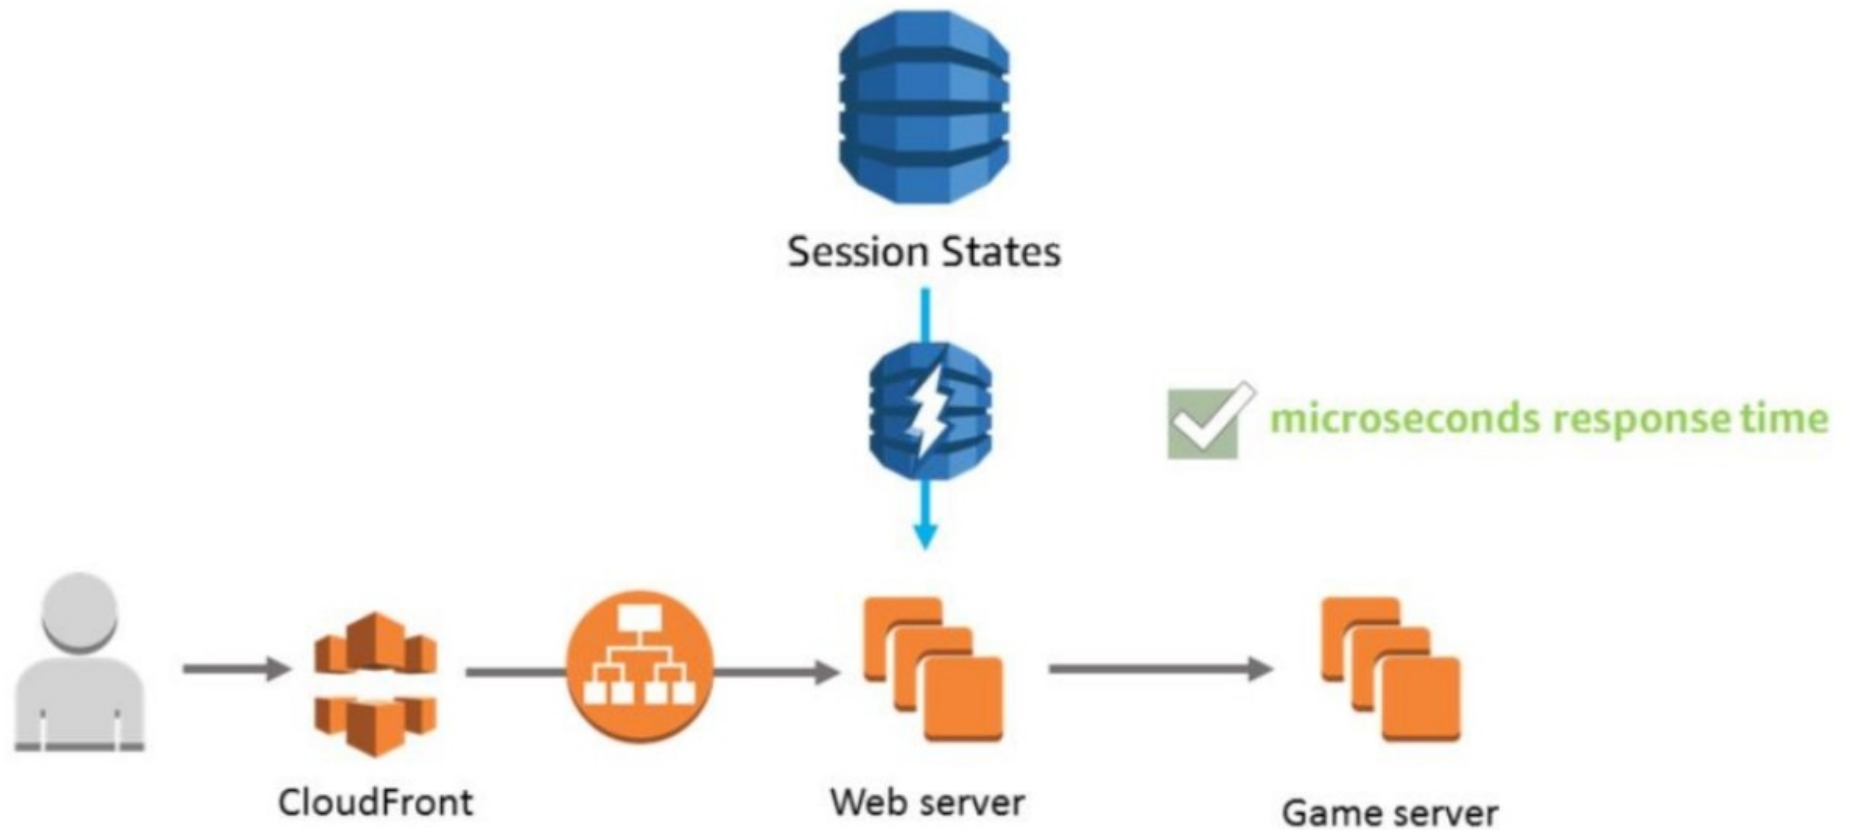 Session States
microseconds response time
CloudFront
Web server
Game server